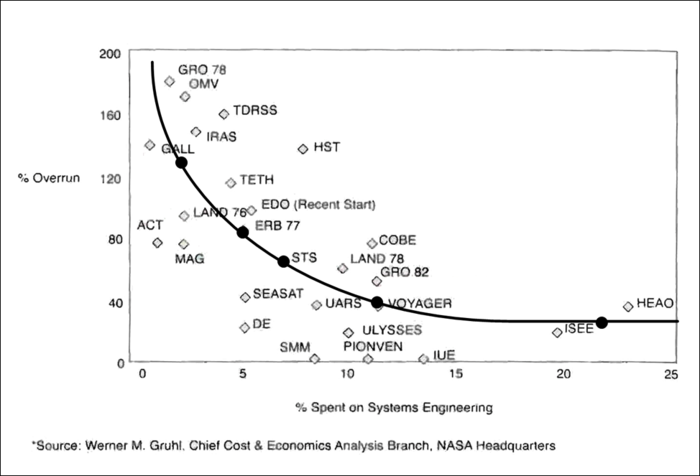 200
GRO 78
OMV
160
TDRSS
IRAS
GALL
HST
% Overrun
120
TETH
LAND 76
EDO (Recent Start)
ACT
ERB 77
80
COBE
MAG
STS
LAND 78
GRO 82
40
SEASAT
UARS
VOYAGER
HEAO
DE
ULYSSES
ISEE
SMM
PIONVEN
IUE
0
0 5 10 15 20 25
% Spent on Systems Engineering
*Source: Werner M. Gruhl, Chief Cost & Economics Analysis Branch, NASA Headquarters